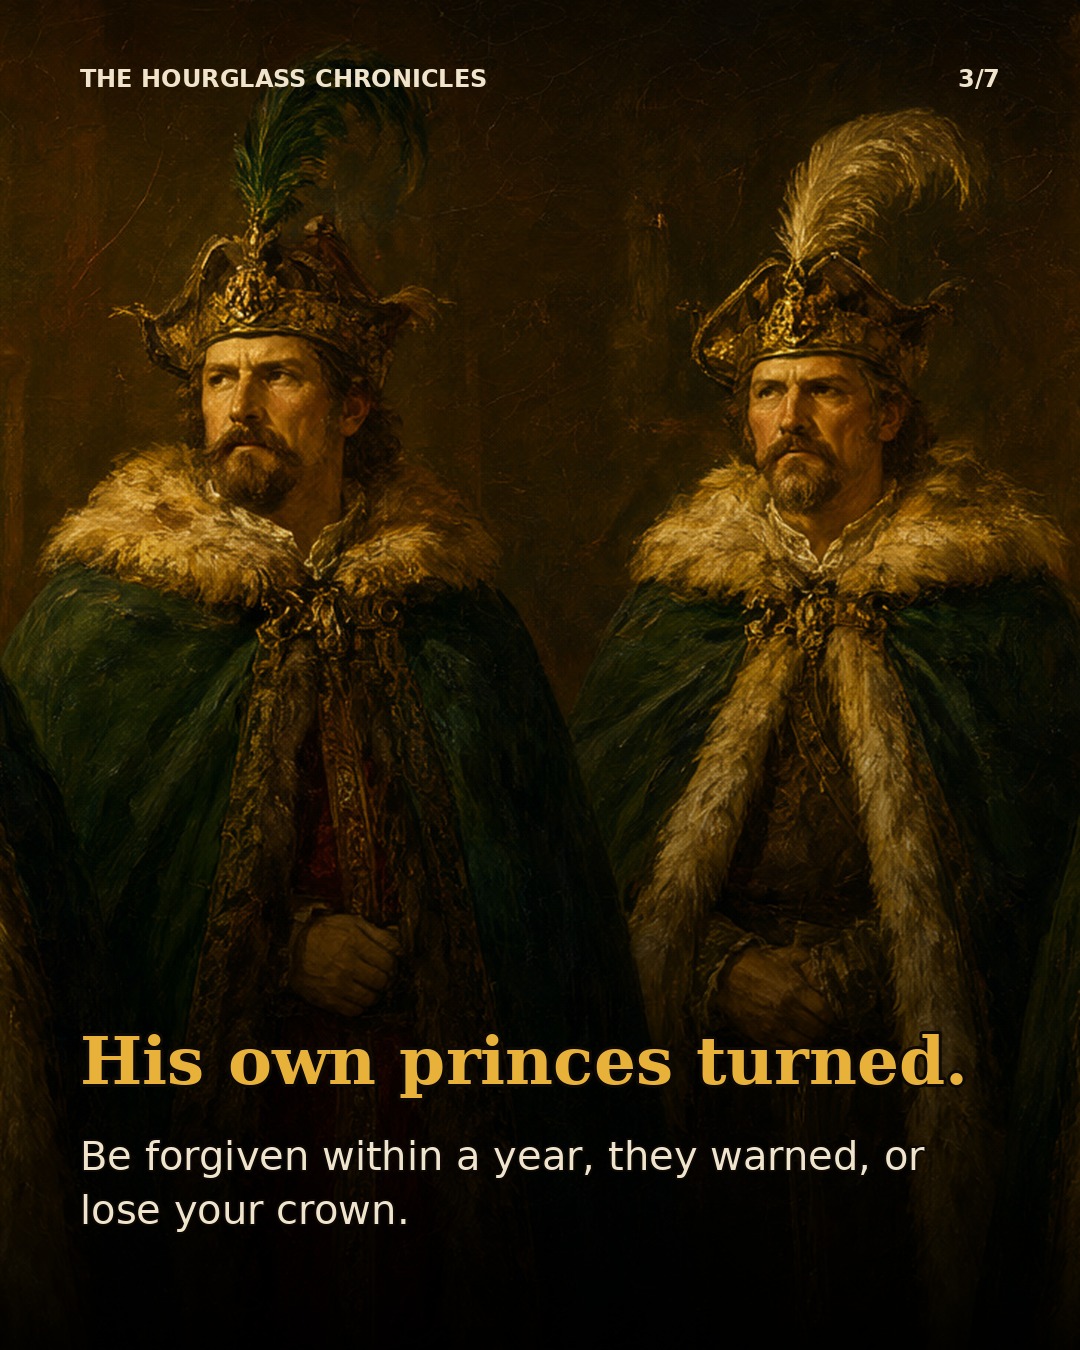 THE HOURGLASS CHRONICLES
3/7
His own princes turned.
Be forgiven within a year, they warned, or
lose your crown.